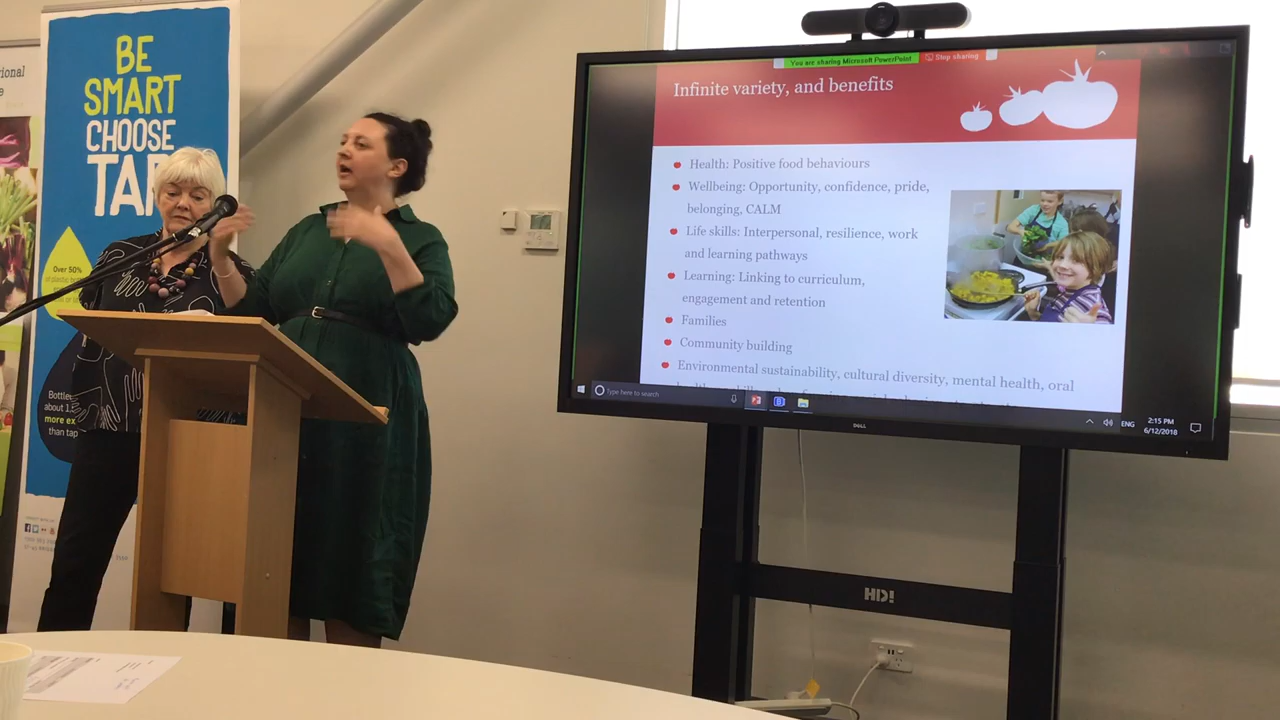 BE
SMART
CHOOSE
TAP
Over 50%
Bottled
about 1
more ex
than tap
You are sharing Microsoft PowerPoint
Stop sharing
Infinite variety, and benefits
Health: Positive food behaviours
Wellbeing: Opportunity, confidence, pride,
belonging, CALM
Life skills: Interpersonal, resilience, work
and learning pathways
Learning: Linking to curriculum,
engagement and retention
Families
Community building
Environmental sustainability, cultural diversity, mental health, oral
Type here to search
ENG
2:15 PM
6/12/2018
DELL
HD!